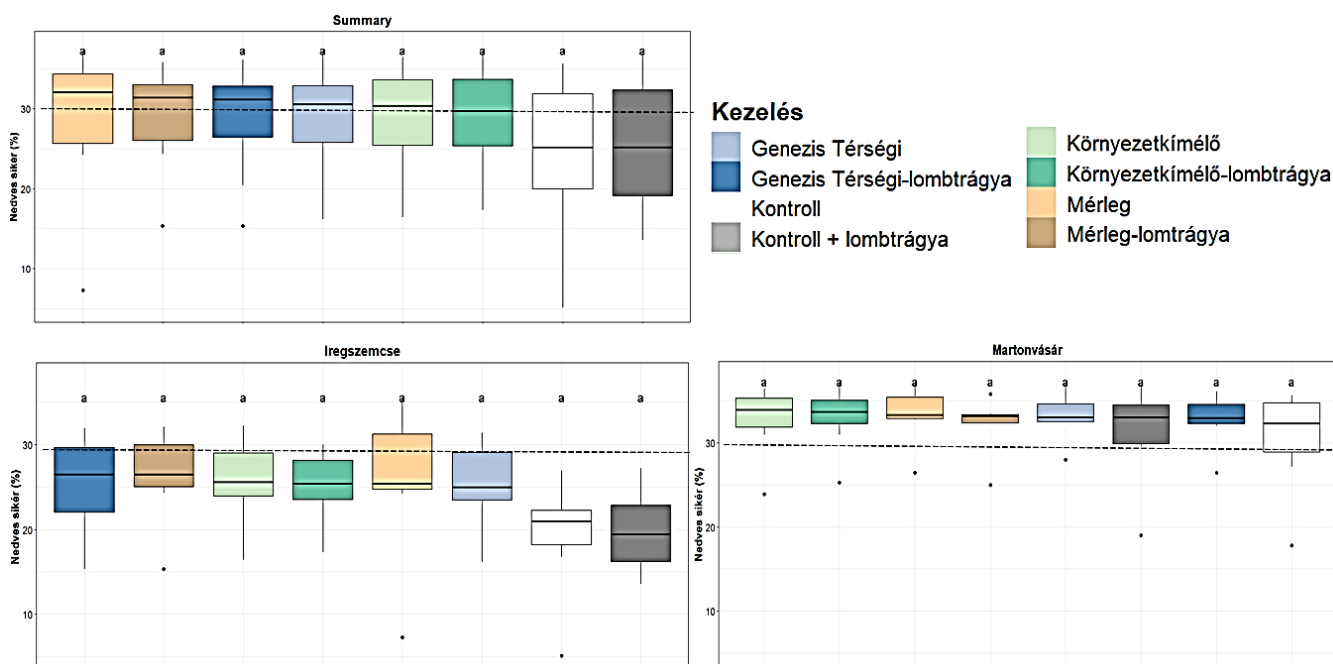 Summary
a a a a a a a a
30
20
10
Nedves sikér (%)
Kezelés
Genezis Térségi
Genezis Térségi-lombtrágya
Kontroll
Kontroll + lombtrágya
Környezetkímélő
Környezetkímélő-lombtrágya
Mérleg
Mérleg-lomtrágya
Iregszemcse
a a a a a a a a
30
20
10
Nedves sikér (%)
Martonvásár
a a a a a a a a
30
20
10
Nedves sikér (%)